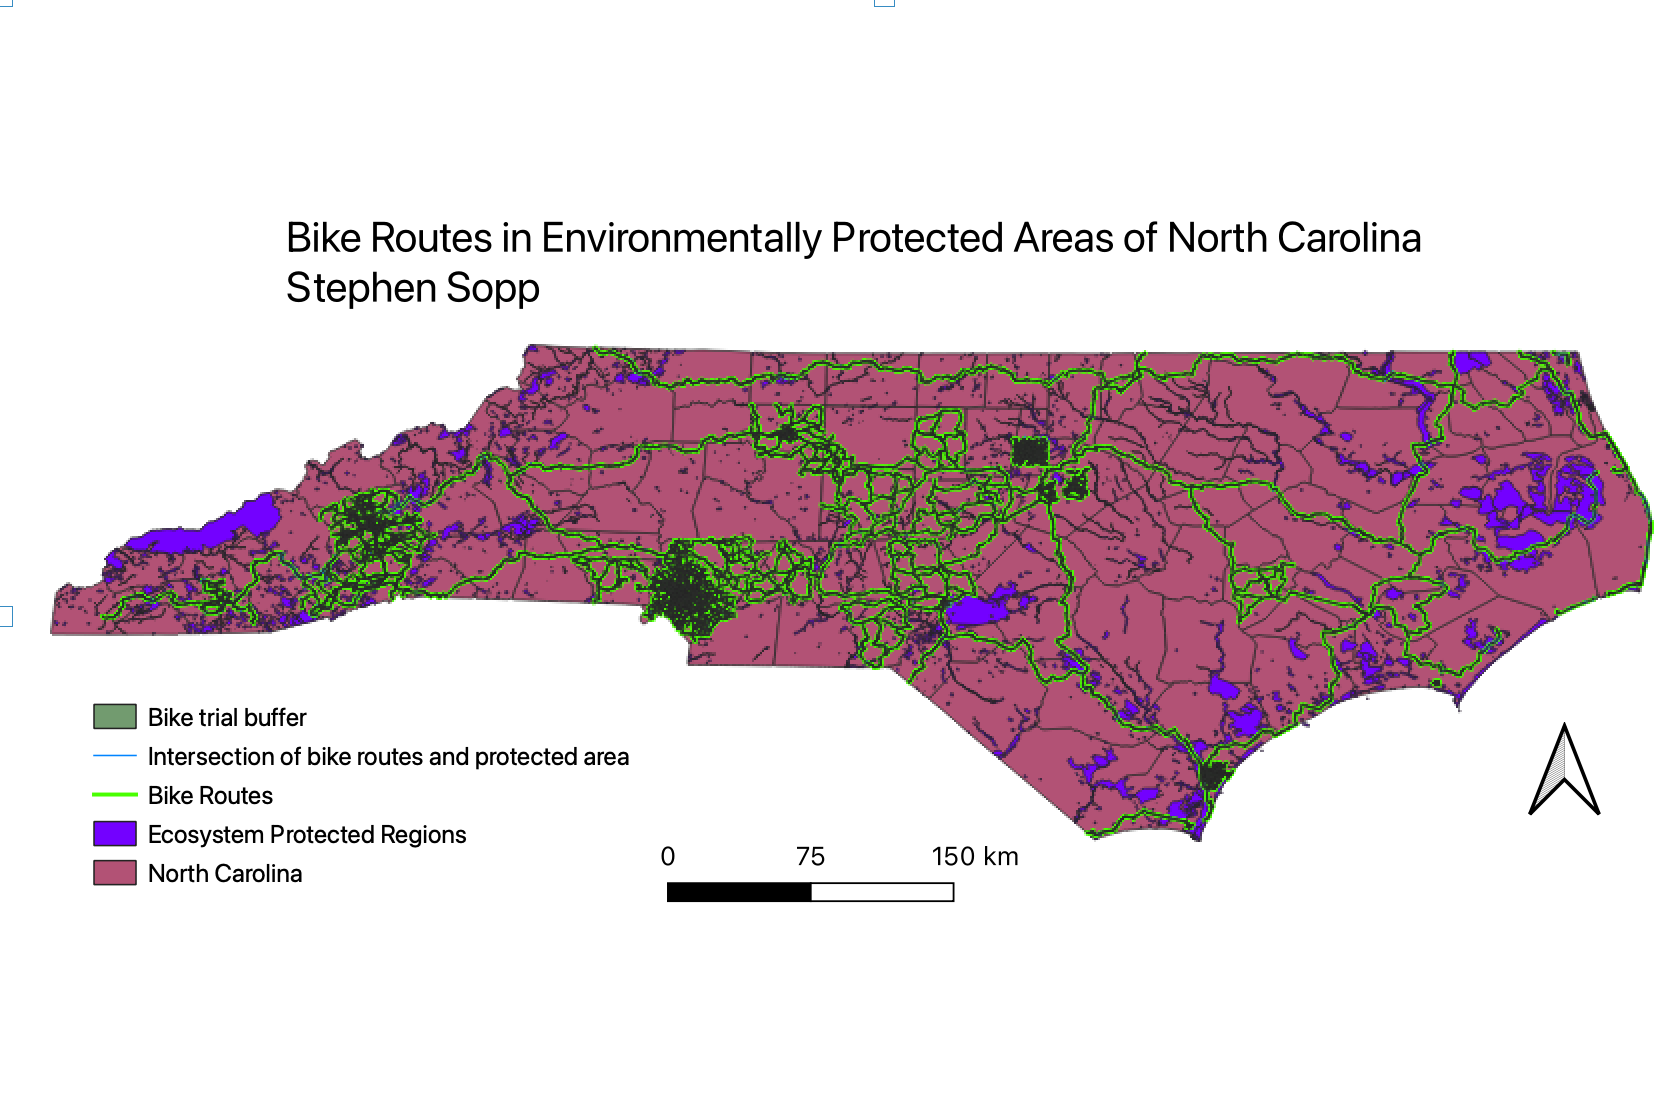 Bike Routes in Environmentally Protected Areas of North Carolina
Stephen Sopp
Bike trial buffer
Intersection of bike routes and protected area
Bike Routes
Ecosystem Protected Regions
North Carolina
0 75 150 km